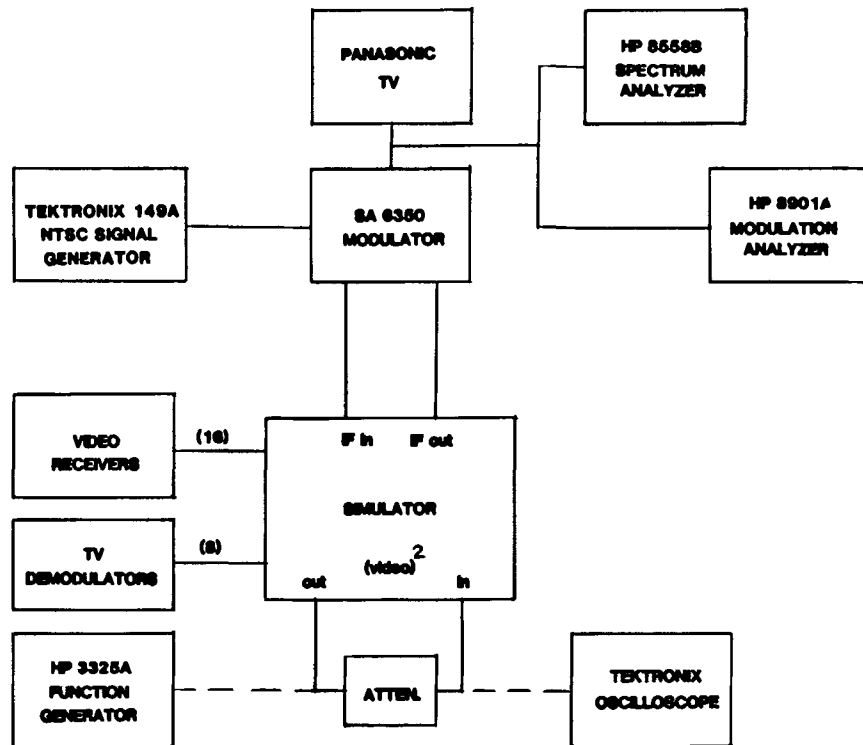 PANASONIC
TV
HP 8558B
SPECTRUM
ANALYZER
TEKTRONIX 149A
NTSC SIGNAL
GENERATOR
SA 6350
MODULATOR
HP 8901A
MODULATION
ANALYZER
VIDEO
RECEIVERS
(16)
IF in IF out
SIMULATOR
TV
DEMODULATORS
(8)
(video)2
out in
HP 3325A
FUNCTION
GENERATOR
ATTEN.
TEKTRONIX
OSCILLOSCOPE